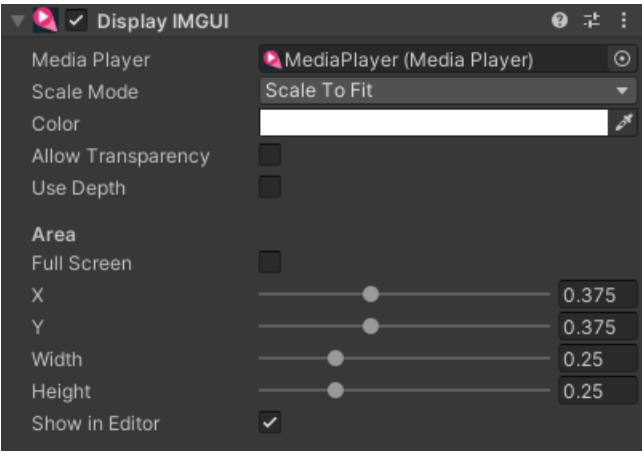 Display IMGUI
Media Player MediaPlayer (Media Player)
Scale Mode Scale To Fit
Color
Allow Transparency
Use Depth
Area
Full Screen
X 0.375
Y 0.375
Width 0.25
Height 0.25
Show in Editor